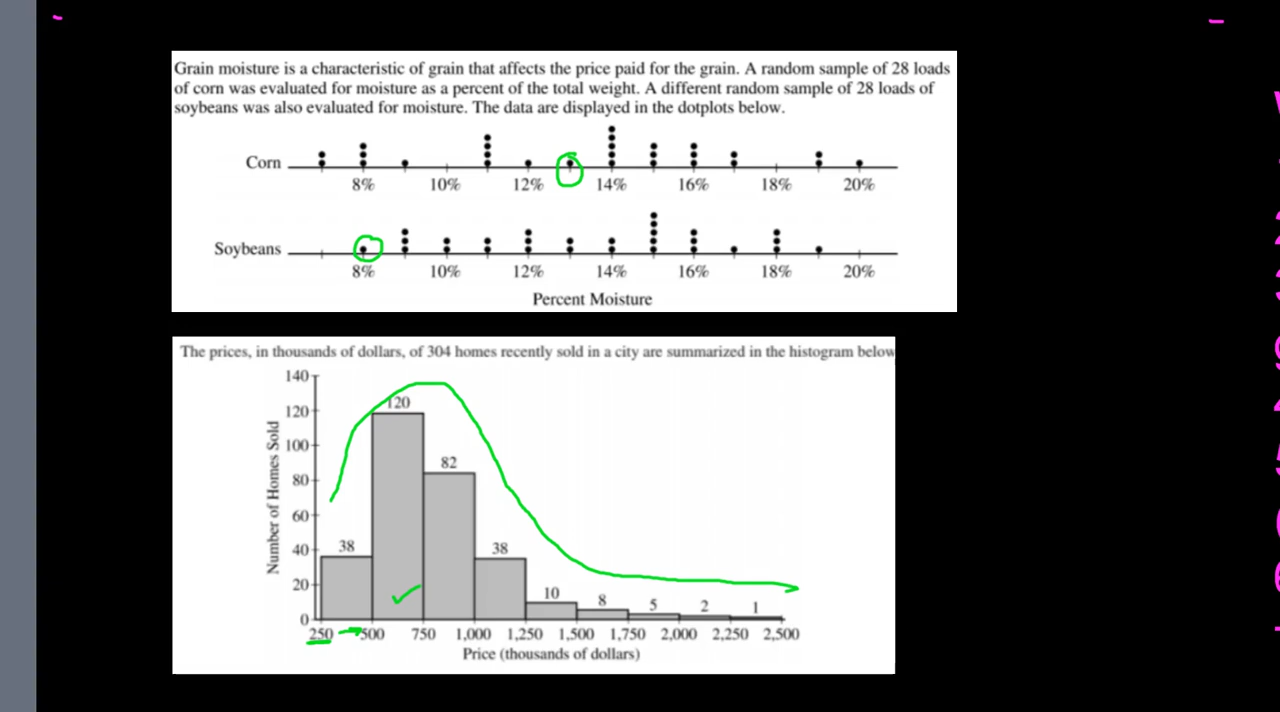 Grain moisture is a characteristic of grain that affects the price paid for the grain. A random sample of 28 loads
of corn was evaluated for moisture as a percent of the total weight. A different random sample of 28 loads of
soybeans was also evaluated for moisture. The data are displayed in the dotplots below.
Corn
8% 10% 12% 14% 16% 18% 20%
Soybeans
8% 10% 12% 14% 16% 18% 20%
Percent Moisture
The prices, in thousands of dollars, of 304 homes recently sold in a city are summarized in the histogram below
Number of Homes Sold
140
120
100
80
60
40
20
0
38 120 82 38 10 8 5 2 1
250 500 750 1,000 1,250 1,500 1,750 2,000 2,250 2,500
Price (thousands of dollars)